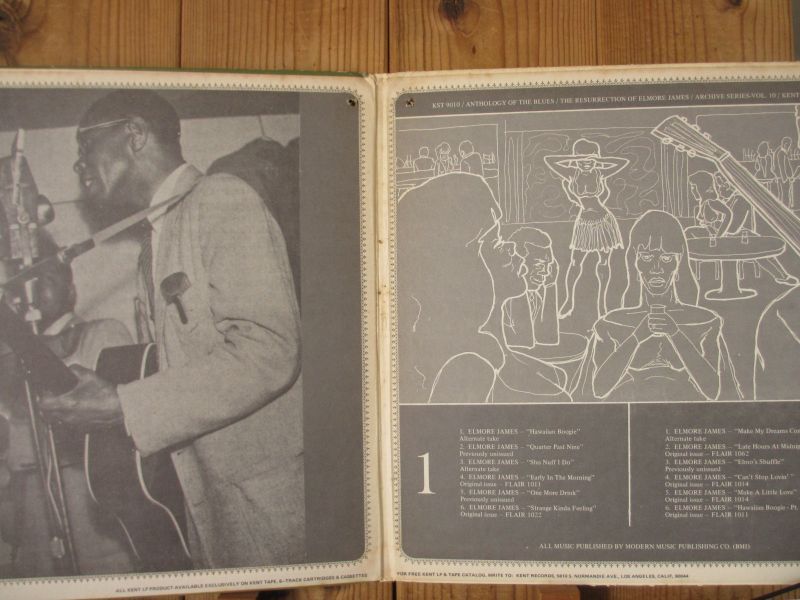 KST 9010 / ANTHOLOGY OF THE BLUES / THE RESURRECTION OF ELMORE JAMES / ARCHIVE SERIES-VOL. 10 / KENT
1
1. ELMORE JAMES – "Hawaiian Boogie"
Alternate take
2. ELMORE JAMES – "Quarter Past Nine"
Previously unissued
3. ELMORE JAMES – "Sho Nuff I Do"
Alternate take
4. ELMORE JAMES – "Early In The Morning"
Original issue – FLAIR 1011
5. ELMORE JAMES – "One More Drink"
Previously unissued
6. ELMORE JAMES – "Strange Kinda Feeling"
Original issue – FLAIR 1022
1. ELMORE JAMES – "Make My Dreams
Alternate take
2. ELMORE JAMES – "Late Hours At
Original issue – FLAIR 1062
3. ELMORE JAMES – "Elmo's Shuffle"
Previously unissued
4. ELMORE JAMES – "Can't Stop Lovin'"
Original issue – FLAIR 1014
5. ELMORE JAMES – "Make A Little Love"
Original issue – FLAIR 1014
6. ELMORE JAMES – "Hawaiian Boogie - Pt.
Original issue – FLAIR 1011
ALL MUSIC PUBLISHED BY MODERN MUSIC PUBLISHING CO. (BMI)
ALL KENT LP PRODUCT AVAILABLE EXCLUSIVELY ON KENT TAPE, 8-TRACK CARTRIDGES & CASSETTES
FOR FREE KENT LP & TAPE CATALOG, WRITE TO: KENT RECORDS, 5810 S. NORMANDIE AVE., LOS ANGELES, CALIF. 90044